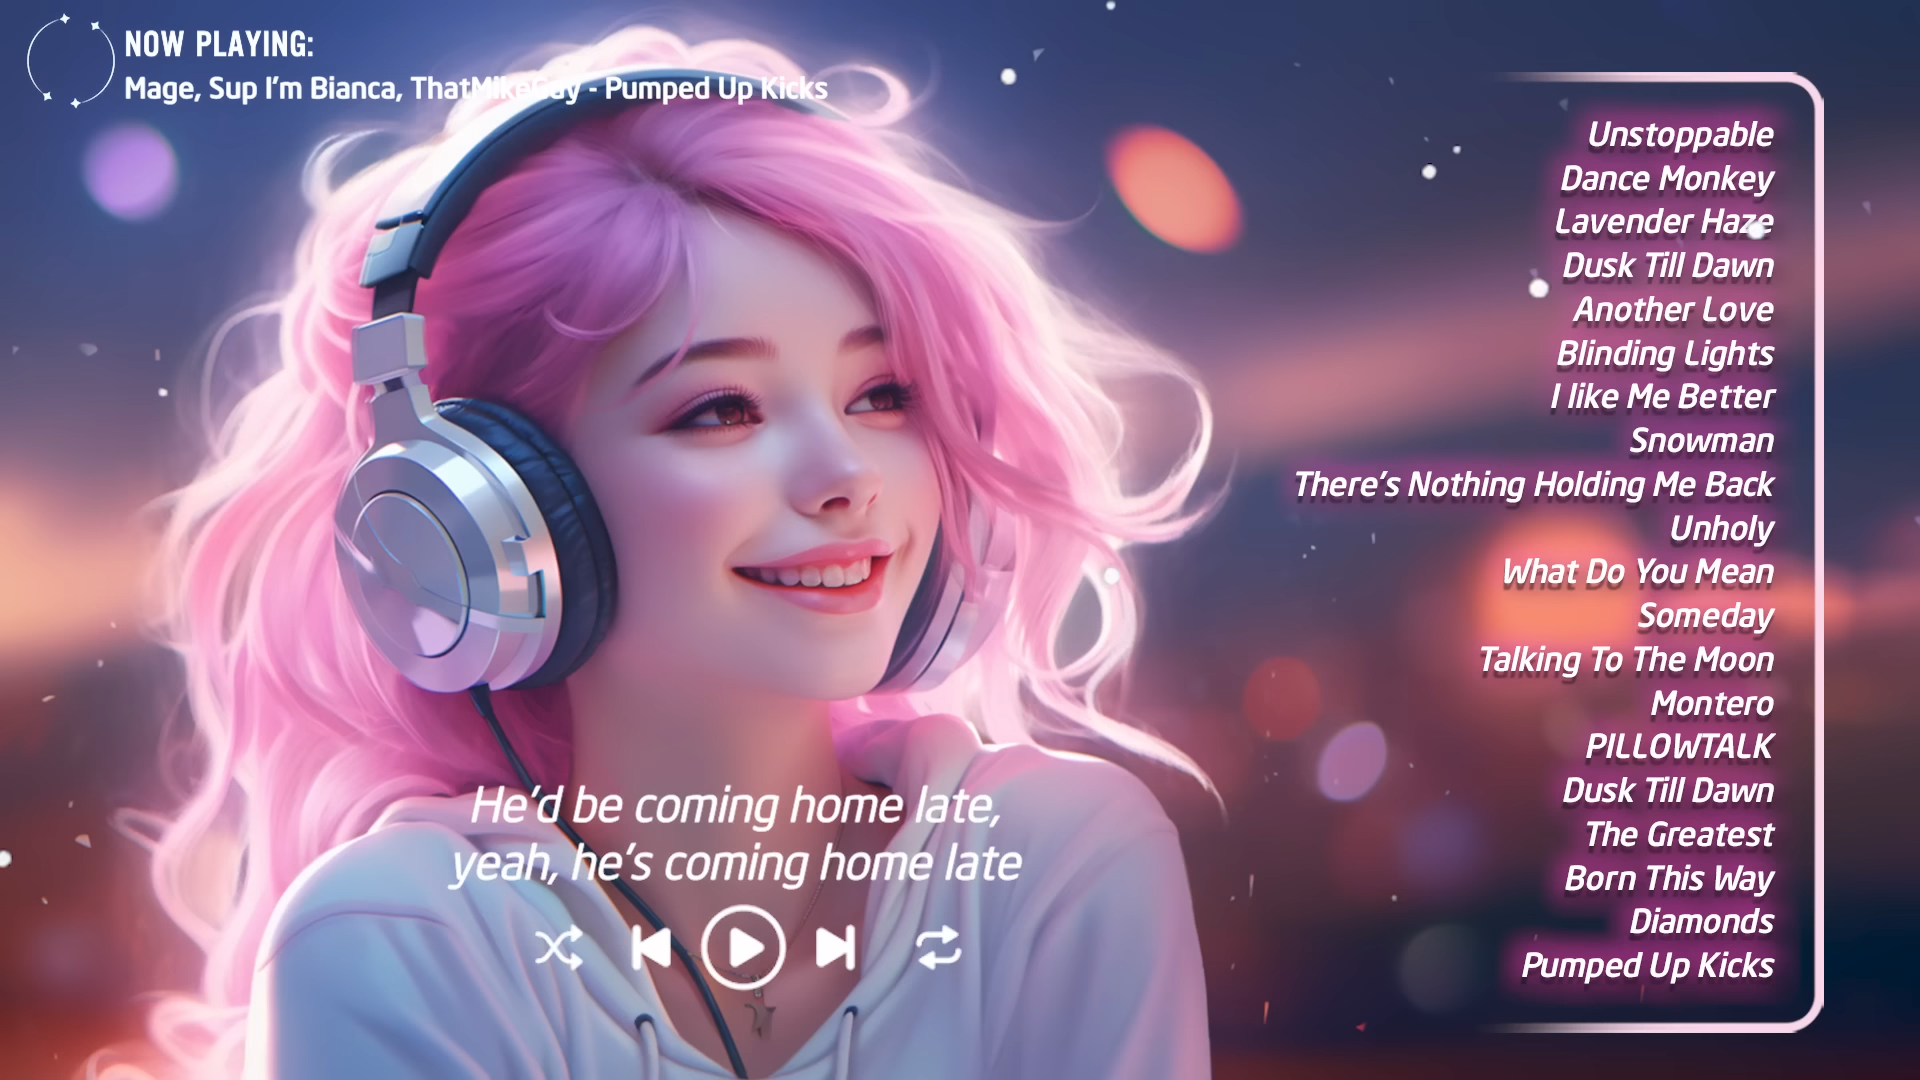 NOW PLAYING:
Mage, Sup I'm Bianca, ThatMikeGuy - Pumped Up Kicks
Unstoppable
Dance Monkey
Lavender Haze
Dusk Till Dawn
Another Love
Blinding Lights
I like Me Better
Snowman
There's Nothing Holding Me Back
Unholy
What Do You Mean
Someday
Talking To The Moon
Montero
PILLOWTALK
Dusk Till Dawn
The Greatest
Born This Way
Diamonds
Pumped Up Kicks
He'd be coming home late,
yeah, he's coming home late